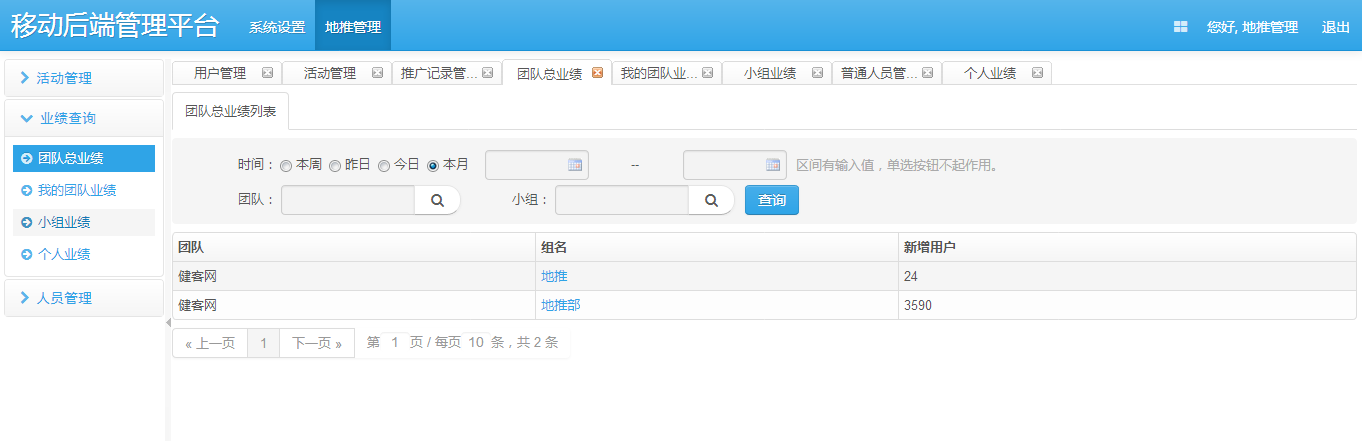 移动后端管理平台 系统设置 地推管理 您好, 地推管理 退出
活动管理
业绩查询
团队总业绩
我的团队业绩
小组业绩
个人业绩
人员管理
用户管理 活动管理 推广记录管... 团队总业绩 我的团队业... 小组业绩 普通人员管... 个人业绩
团队总业绩列表
时间： 本周 昨日 今日 本月 -- 区间有输入值，单选按钮不起作用。
团队： 小组： 查询
团队 组名 新增用户
健客网 地推 24
健客网 地推部 3590
« 上一页 1 下一页 » 第 1 页 / 每页 10 条，共 2 条